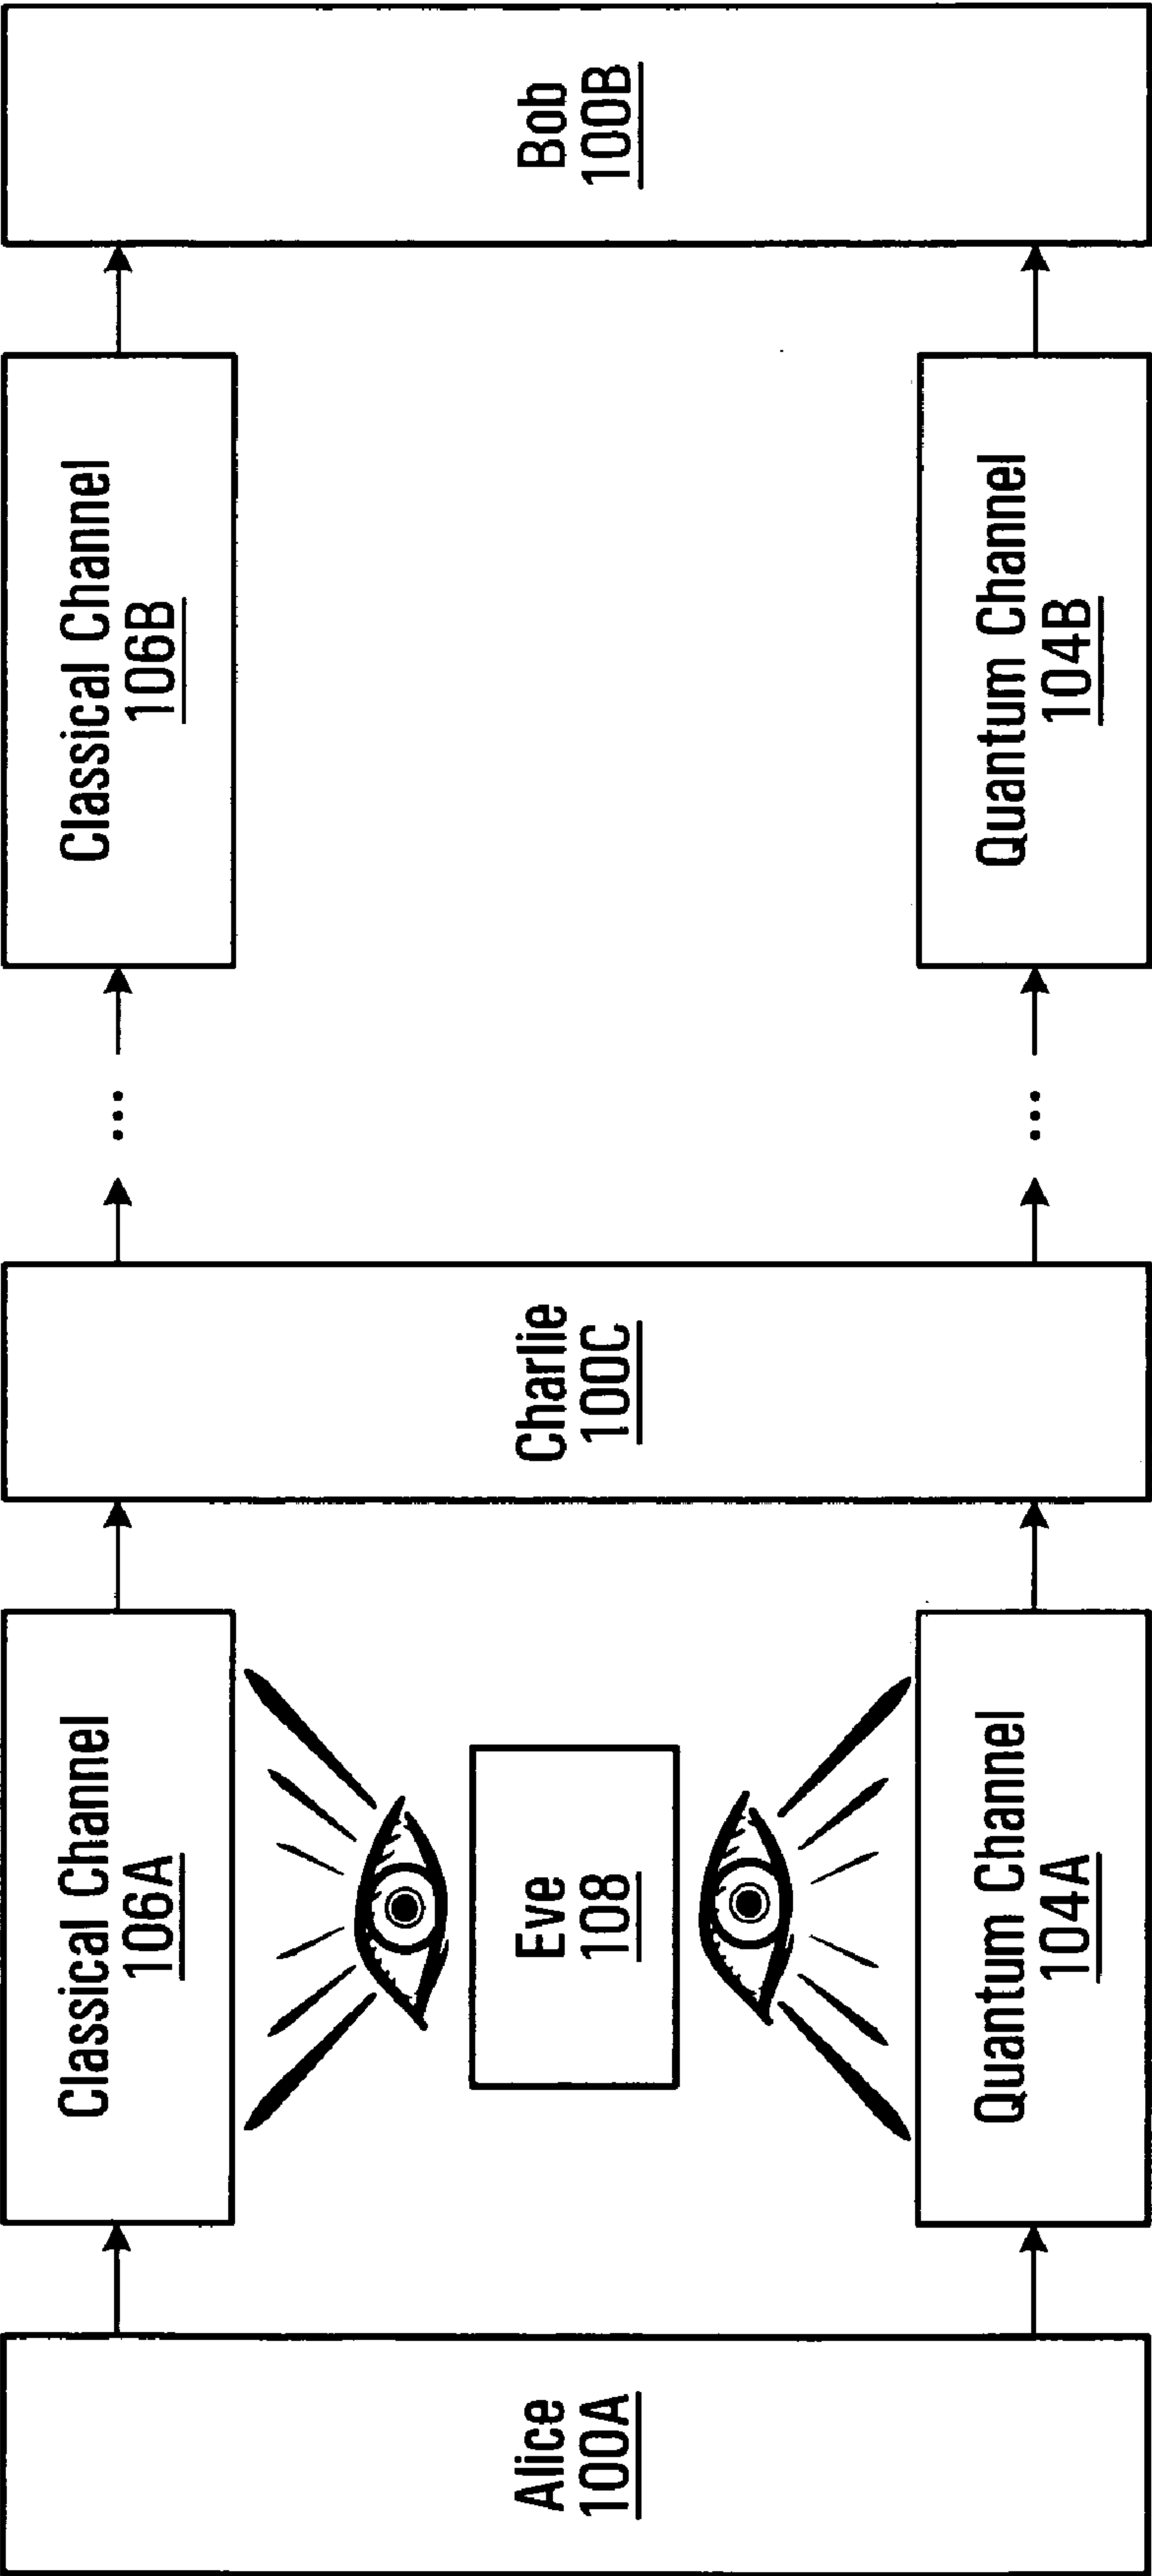 Alice
100A
Classical Channel
106A
Eve
108
Quantum Channel
104A
Charlie
100C
...
...
Classical Channel
106B
Quantum Channel
104B
Bob
100B